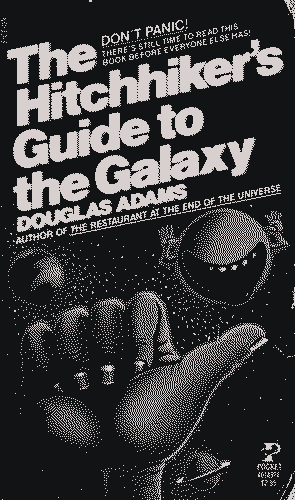 DON'T PANIC!
THERE'S STILL TIME TO READ THIS
BOOK BEFORE EVERYONE ELSE HAS!
The
Hitchhiker's
Guide to
the Galaxy
DOUGLAS ADAMS
AUTHOR OF THE RESTAURANT AT THE END OF THE UNIVERSE
POCKET